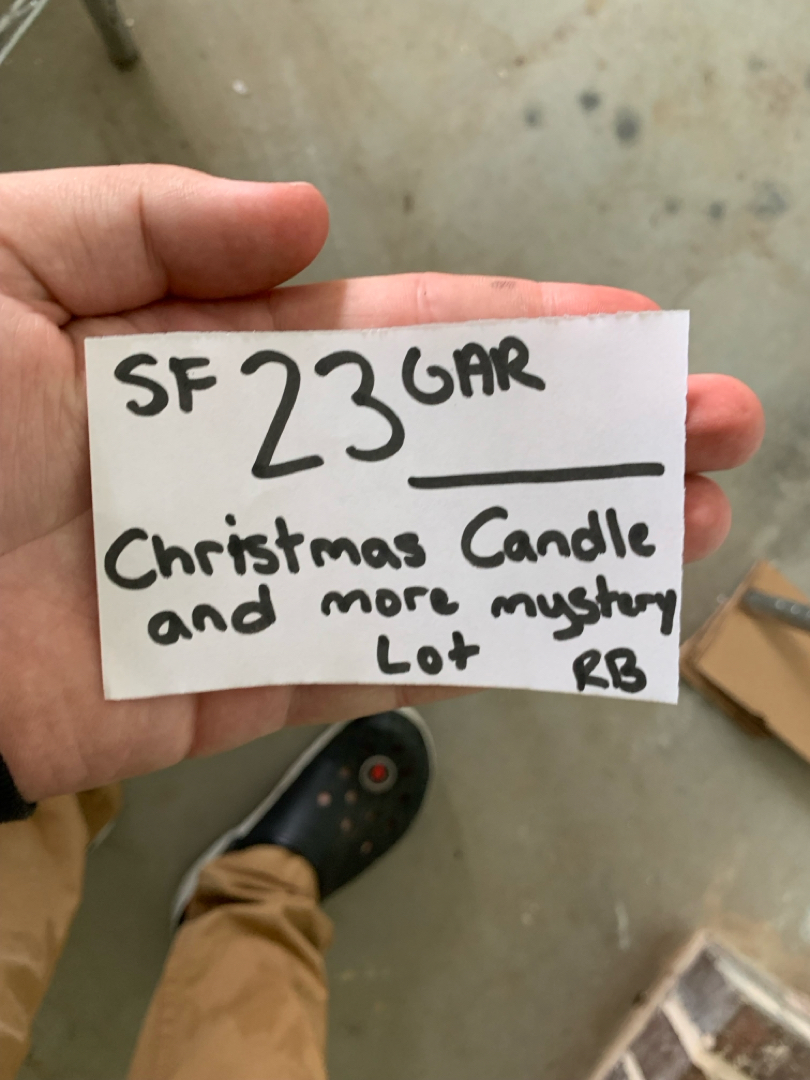 SF 23 GAR
Christmas Candle
and more mystery
Lot RB